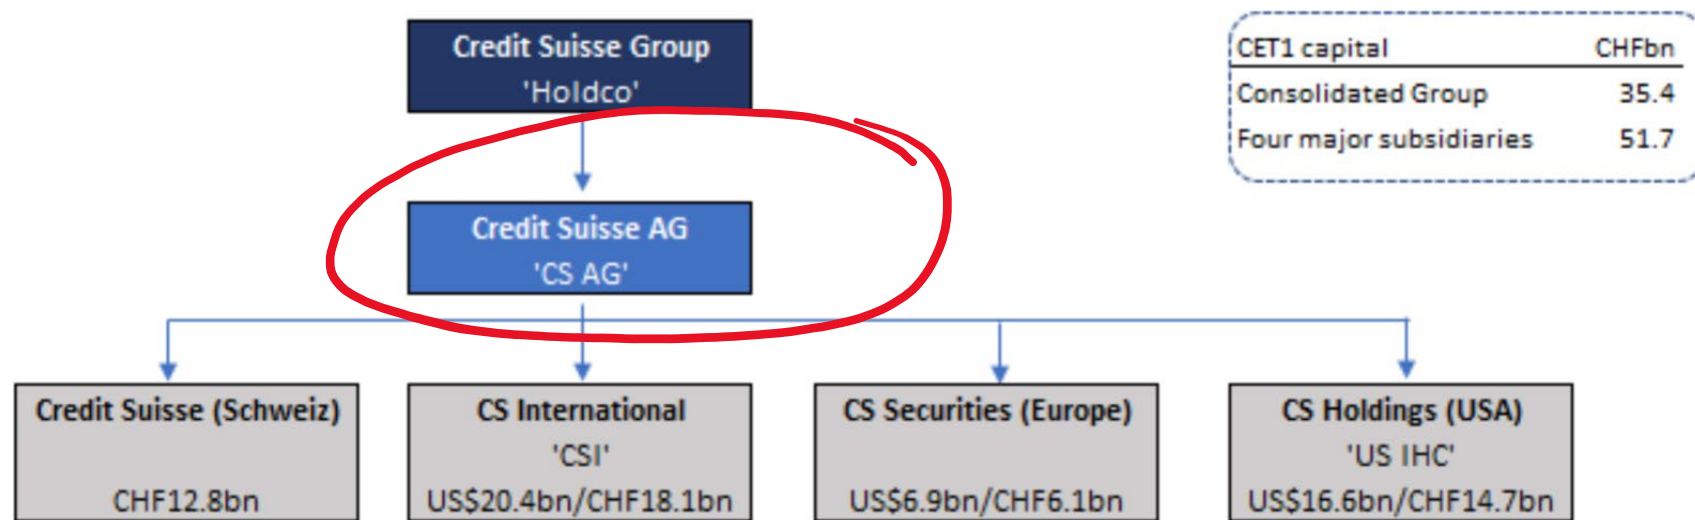 Credit Suisse Group
'Holdco'
CET1 capital CHFbn
Consolidated Group 35.4
Four major subsidiaries 51.7
Credit Suisse AG
'CS AG'
Credit Suisse (Schweiz)
CHF12.8bn
CS International
'CSI'
US$20.4bn/CHF18.1bn
CS Securities (Europe)
US$6.9bn/CHF6.1bn
CS Holdings (USA)
'US IHC'
US$16.6bn/CHF14.7bn